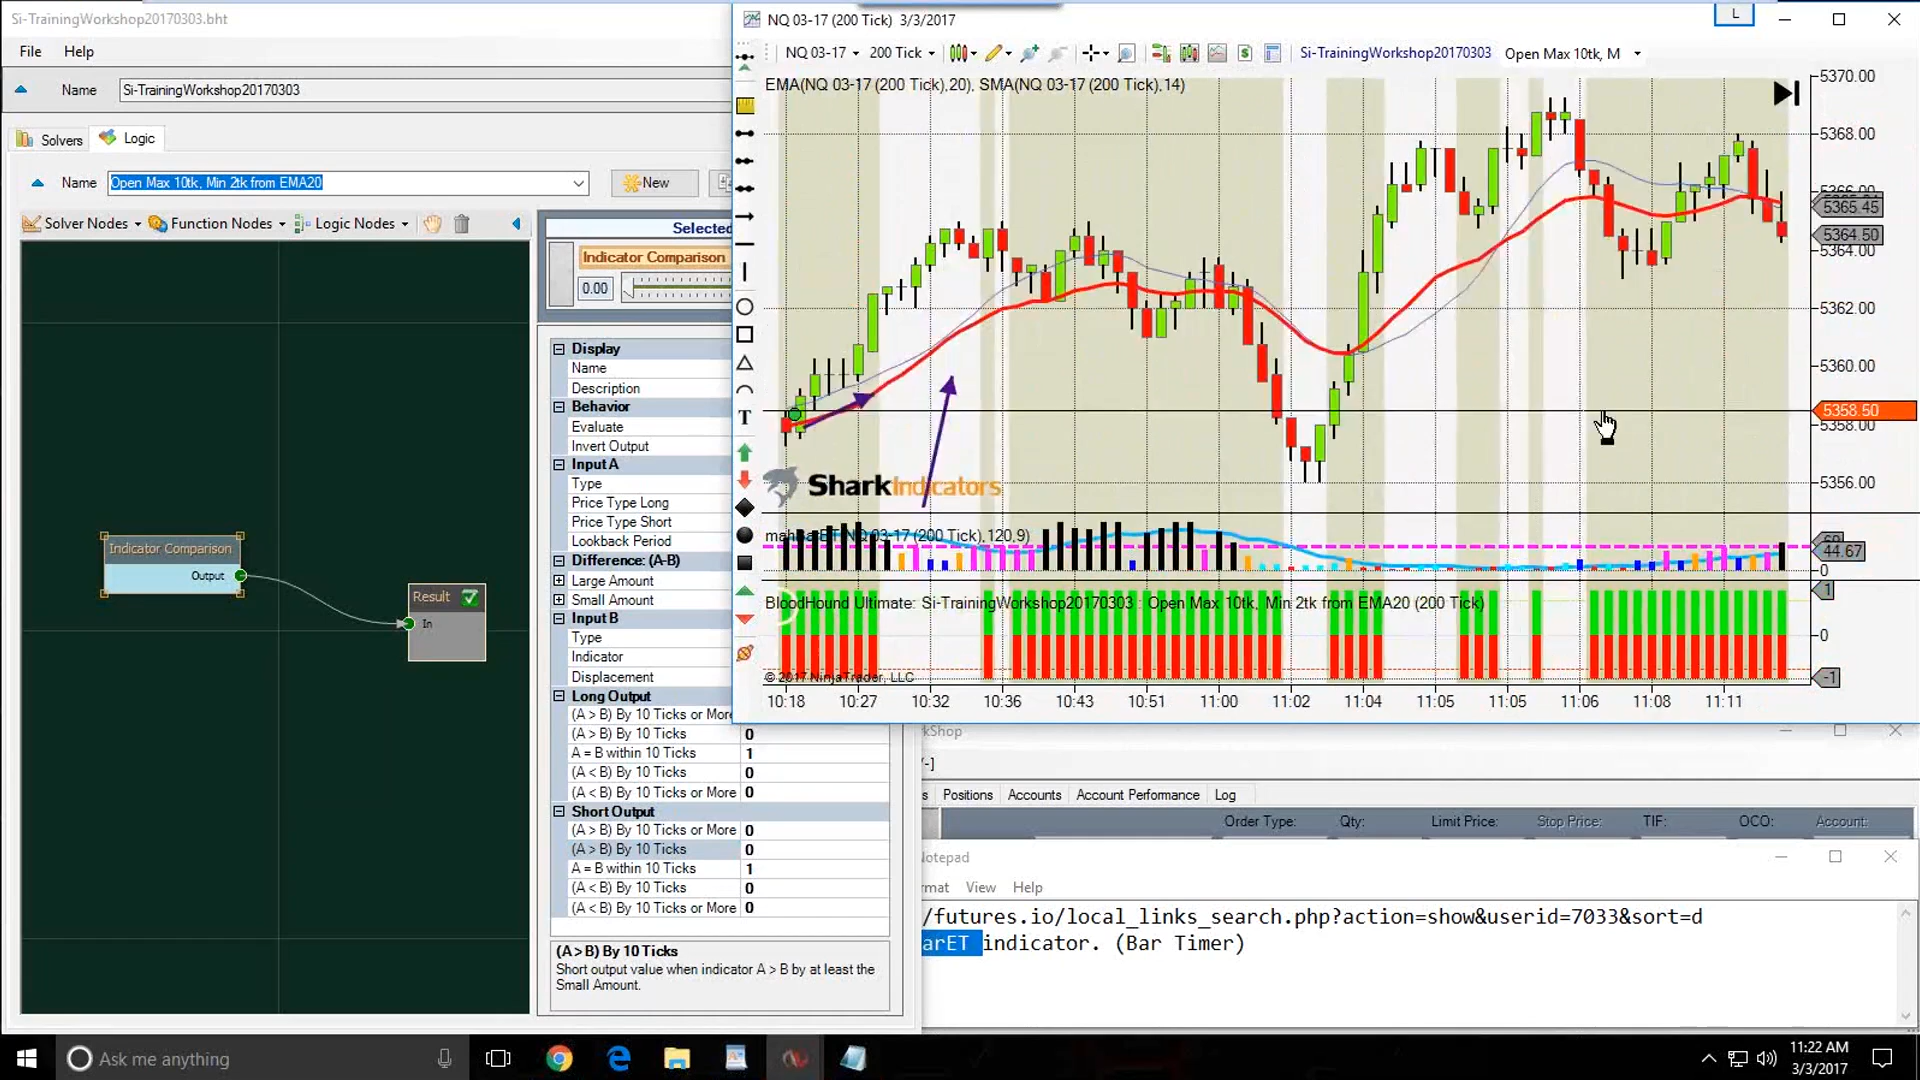 Si-TrainingWorkshop20170303.bht
File Help
Name Si-TrainingWorkshop20170303
Solvers Logic
Name Open Max 10tk, Min 2tk from EMA20 New
Solver Nodes Function Nodes Logic Nodes
Indicator Comparison
Output
Result
In
Selected
Indicator Comparison
0.00
Display
Name
Description
Behavior
Evaluate
Invert Output
Input A
Type
Price Type Long
Price Type Short
Lookback Period
Difference: (A-B)
Large Amount
Small Amount
Input B
Type
Indicator
Displacement
Long Output
(A > B) By 10 Ticks or More
(A > B) By 10 Ticks 0
A = B within 10 Ticks 1
(A < B) By 10 Ticks 0
(A < B) By 10 Ticks or More 0
Short Output
(A > B) By 10 Ticks or More 0
(A > B) By 10 Ticks 0
A = B within 10 Ticks 1
(A < B) By 10 Ticks 0
(A < B) By 10 Ticks or More 0
(A > B) By 10 Ticks
Short output value when indicator A > B by at least the
Small Amount.
NQ 03-17 (200 Tick) 3/3/2017
L
NQ 03-17 200 Tick Si-TrainingWorkshop20170303 Open Max 10tk, M
EMA(NQ 03-17 (200 Tick),20), SMA(NQ 03-17 (200 Tick),14)
5370.00
5368.00
5366.00
5365.45
5364.50
5364.00
5362.00
5360.00
5358.50
5358.00
5356.00
SharkIndicators
T
44.67
0
BloodHound Ultimate: Si-TrainingWorkshop20170303 : Open Max 10tk, Min 2tk from EMA20 (200 Tick)
1
0
-1
© 2017 NinjaTrader, LLC
10:18 10:27 10:32 10:36 10:43 10:51 11:00 11:02 11:04 11:05 11:05 11:06 11:08 11:11
kShop
-]
s Positions Accounts Account Performance Log
Order Type: Qty: Limit Price: Stop Price: TIF: OCO: Account:
Notepad
rmat View Help
/futures.io/local_links_search.php?action=show&userid=7033&sort=d
arET indicator. (Bar Timer)
Ask me anything
11:22 AM
3/3/2017